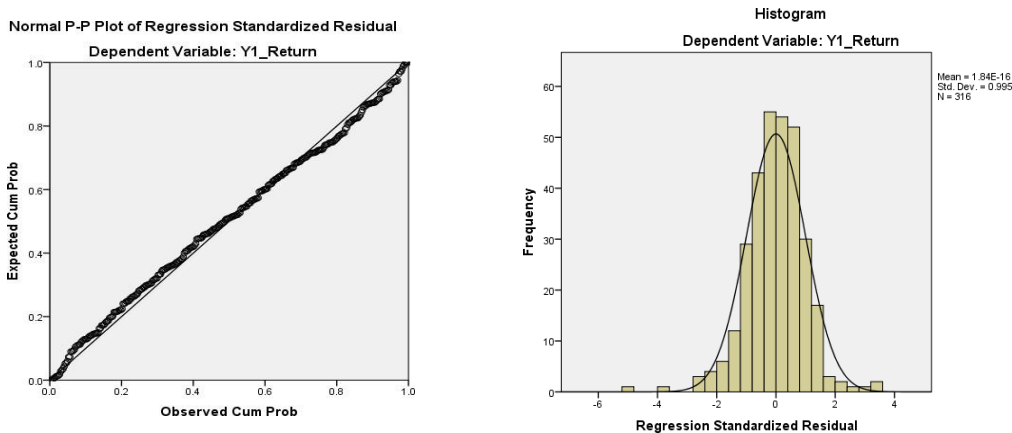 Normal P-P Plot of Regression Standardized Residual
Dependent Variable: Y1_Return
Expected Cum Prob
1.0
0.8
0.6
0.4
0.2
0.0
0.0 0.2 0.4 0.6 0.8 1.0
Observed Cum Prob
Histogram
Dependent Variable: Y1_Return
Mean = 1.84E-16
Std. Dev. = 0.995
N = 316
Frequency
60
50
40
30
20
10
0
-6 -4 -2 0 2 4
Regression Standardized Residual